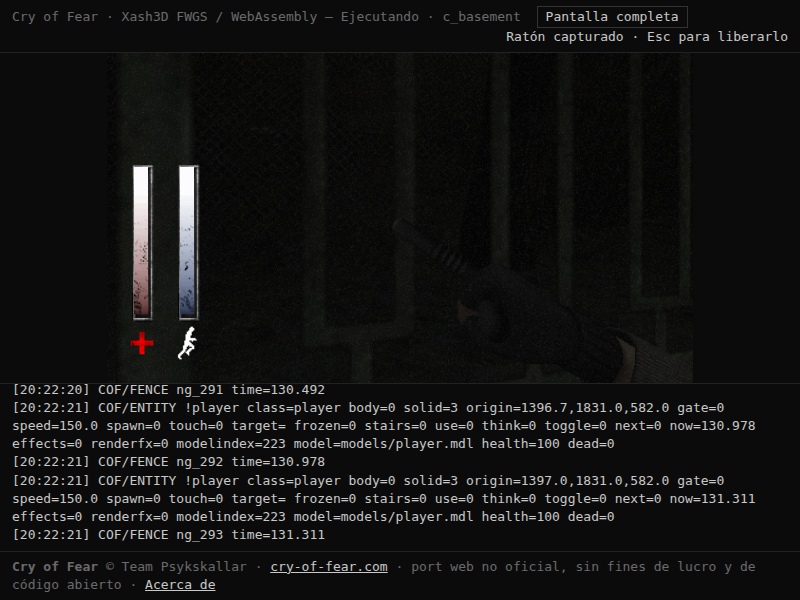 Cry of Fear · Xash3D FWGS / WebAssembly — Ejecutando · c_basement
Pantalla completa
Ratón capturado · Esc para liberarlo
[20:22:20] COF/FENCE ng_291 time=130.492
[20:22:21] COF/ENTITY !player class=player body=0 solid=3 origin=1396.7,1831.0,582.0 gate=0
speed=150.0 spawn=0 touch=0 target= frozen=0 stairs=0 use=0 think=0 toggle=0 next=0 now=130.978
effects=0 renderfx=0 modelindex=223 model=models/player.mdl health=100 dead=0
[20:22:21] COF/FENCE ng_292 time=130.978
[20:22:21] COF/ENTITY !player class=player body=0 solid=3 origin=1397.0,1831.0,582.0 gate=0
speed=150.0 spawn=0 touch=0 target= frozen=0 stairs=0 use=0 think=0 toggle=0 next=0 now=131.311
effects=0 renderfx=0 modelindex=223 model=models/player.mdl health=100 dead=0
[20:22:21] COF/FENCE ng_293 time=131.311
Cry of Fear © Team Psykskallar · cry-of-fear.com · port web no oficial, sin fines de lucro y de
código abierto · Acerca de